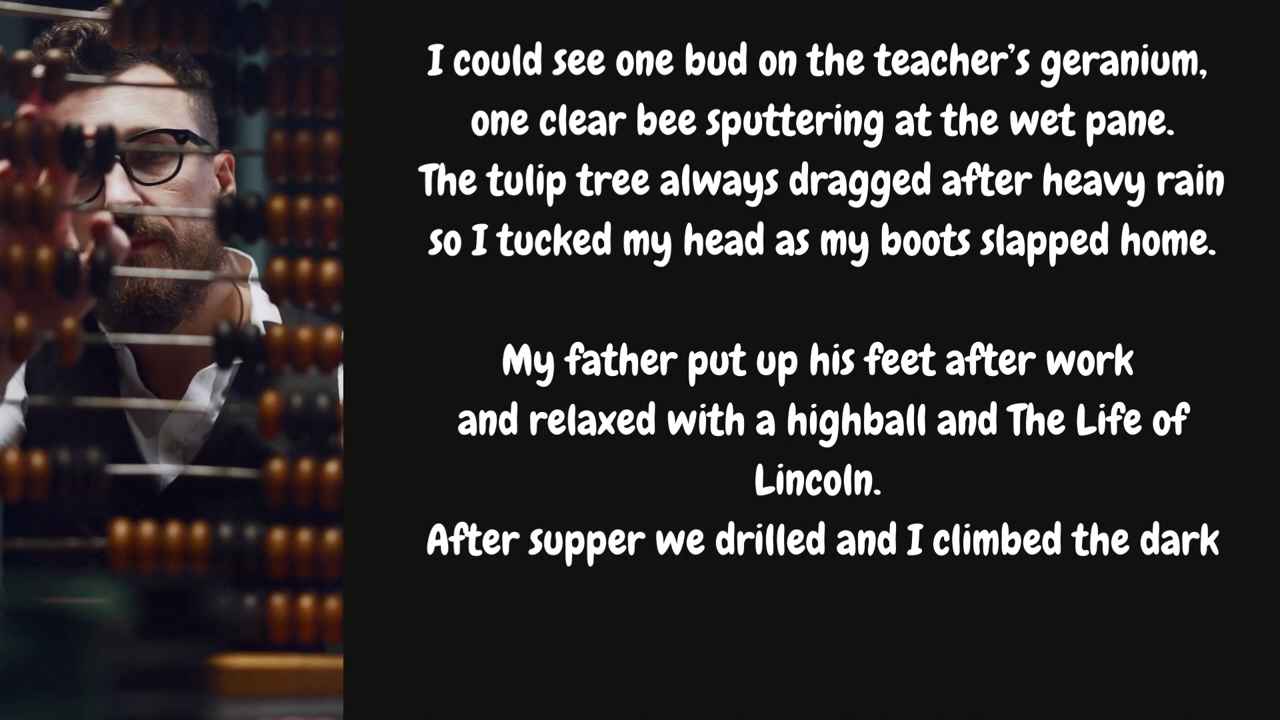 I could see one bud on the teacher’s geranium,
one clear bee sputtering at the wet pane.
The tulip tree always dragged after heavy rain
so I tucked my head as my boots slapped home.
My father put up his feet after work
and relaxed with a highball and The Life of
Lincoln.
After supper we drilled and I climbed the dark